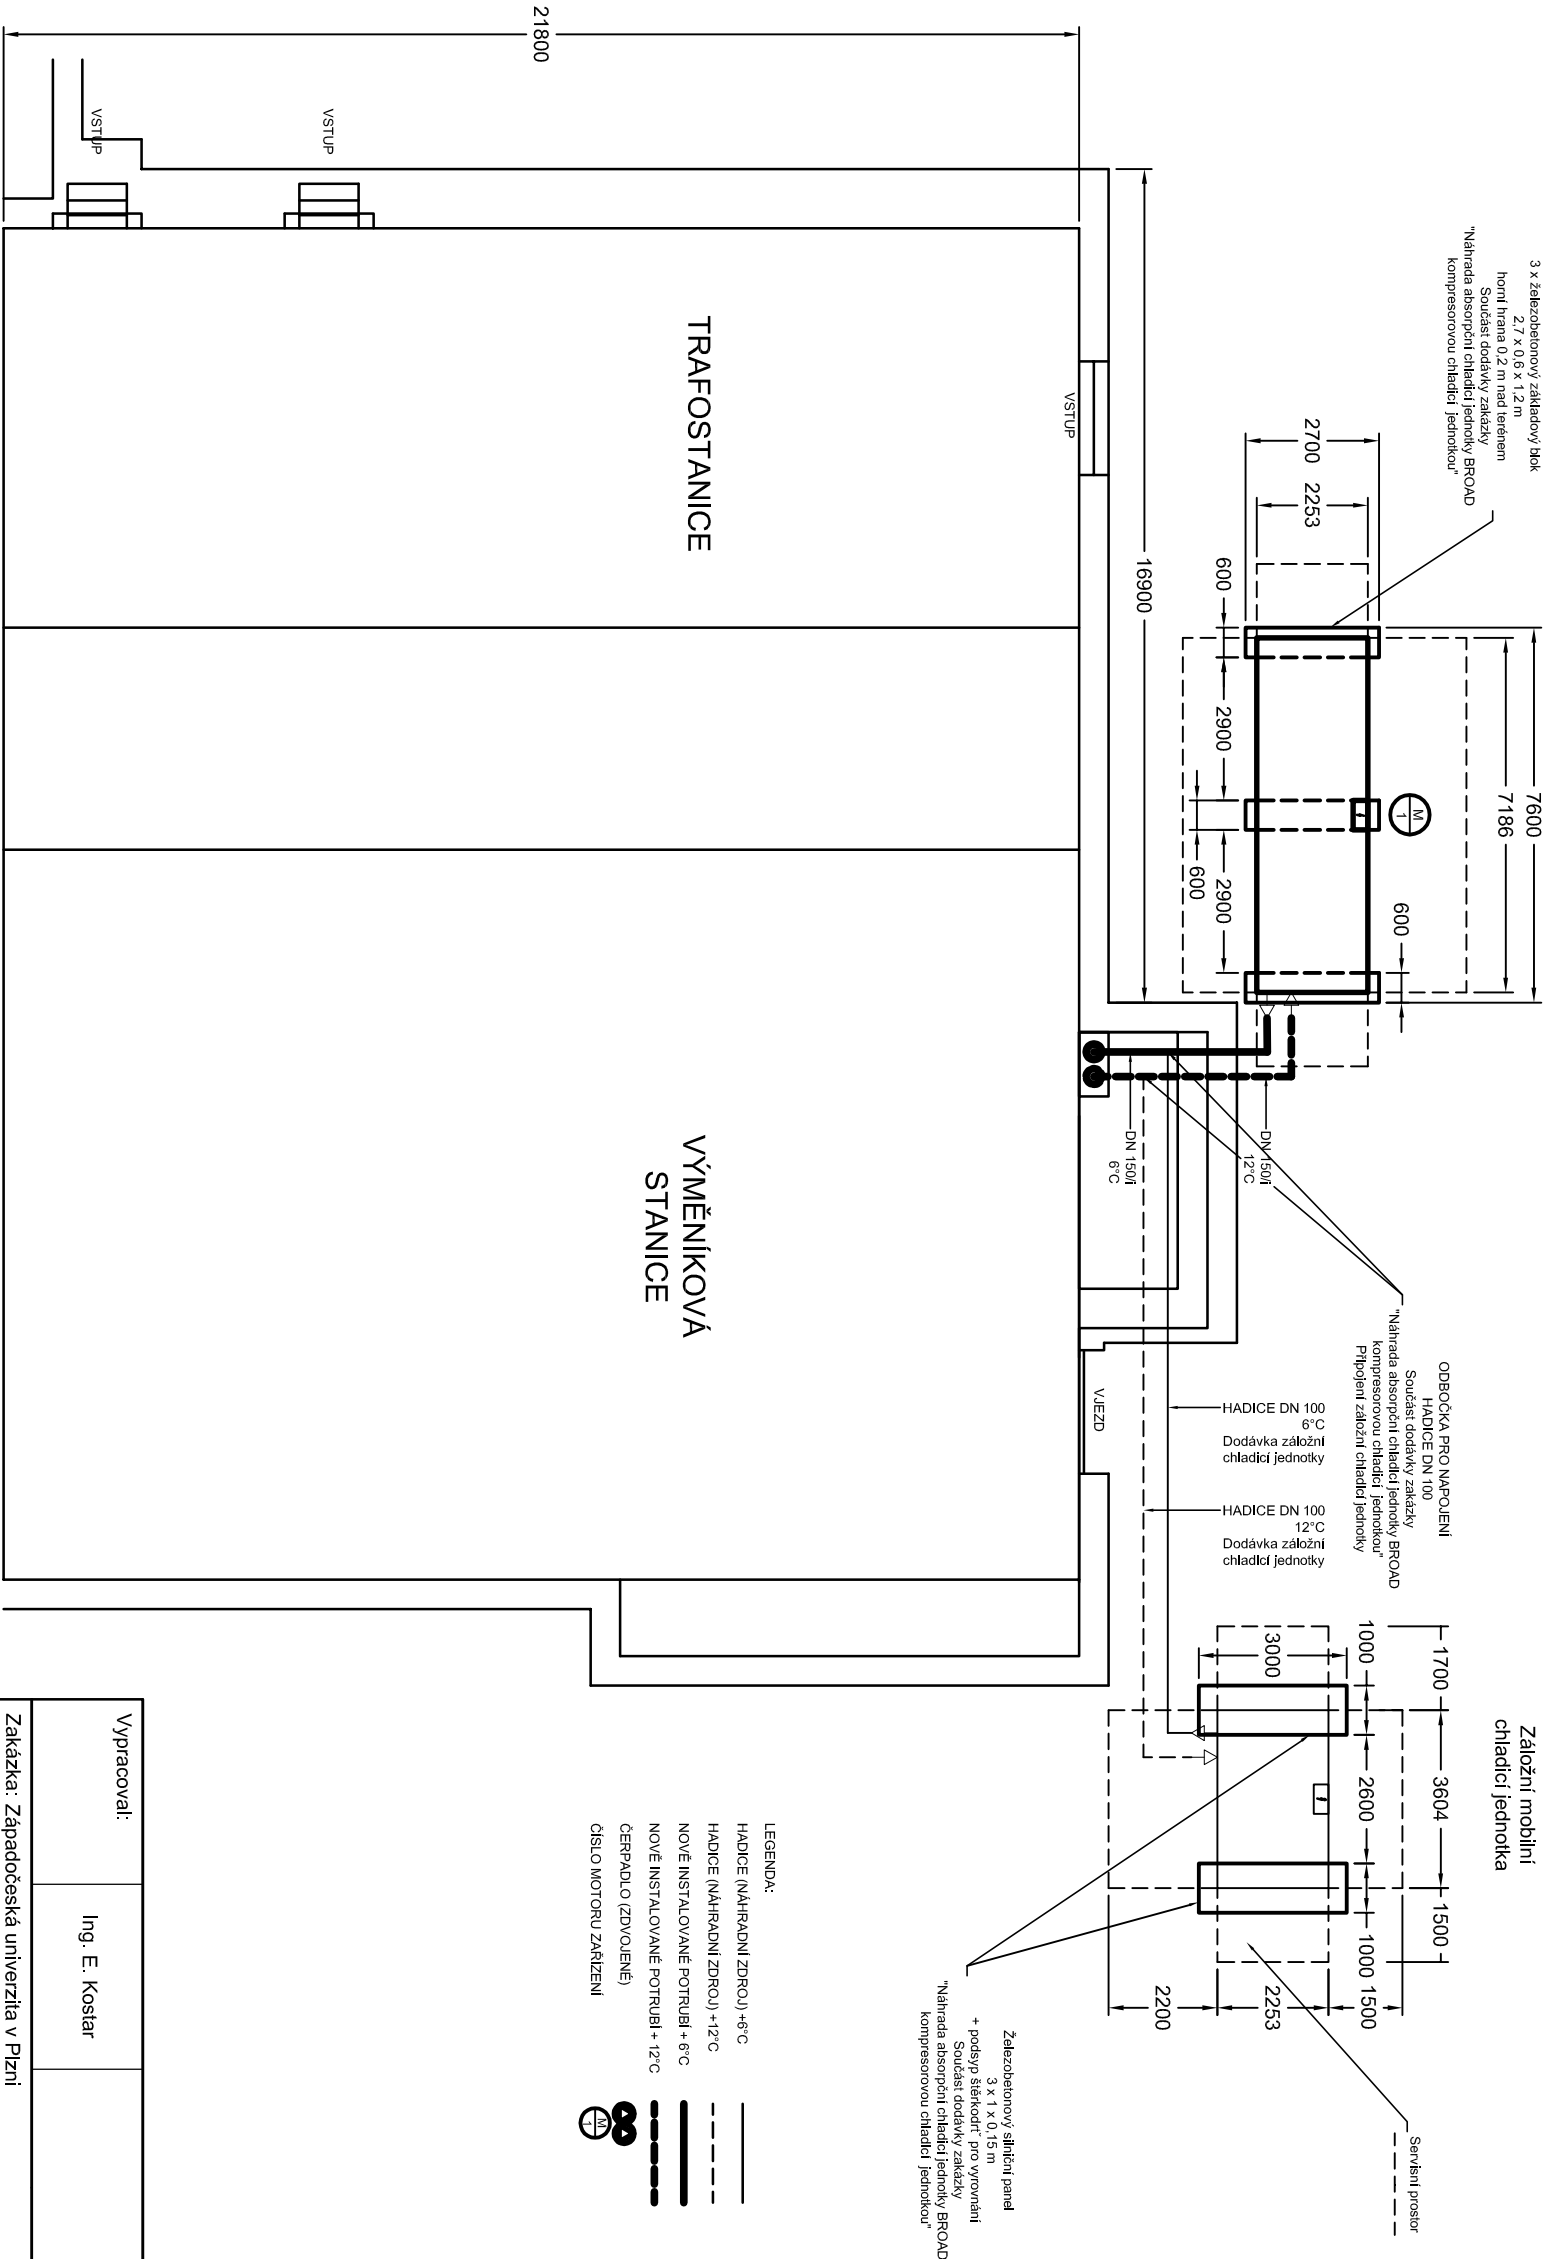 3 x železobetonový základový blok
2,7 x 0,6 x 1,2 m
horní hrana 0,2 m nad terénem
Součást dodávky zakázky
"Náhrada absorpční chladicí jednotky BROAD
kompresorovou chladicí jednotkou"
7600
7186
2700
2253
600
2900
600
2900
600
M
1
16900
21800
VSTUP
VSTUP
VSTUP
TRAFOSTANICE
VÝMĚNÍKOVÁ
STANICE
VJEZD
DN 150/i
12°C
DN 150/i
6°C
ODBOČKA PRO NAPOJENÍ
HADICE DN 100
Součást dodávky zakázky
"Náhrada absorpční chladicí jednotky BROAD
kompresorovou chladicí jednotkou"
Připojení záložní chladicí jednotky
HADICE DN 100
6°C
Dodávka záložní
chladicí jednotky
HADICE DN 100
12°C
Dodávka záložní
chladicí jednotky
Záložní mobilní
chladicí jednotka
1700
3604
1500
1000
2600
1000
3000
1500
2253
2200
Servisní prostor
Železobetonový silniční panel
3 x 1 x 0,15 m
+ podsyp štěrkodrť pro vyrovnání
Součást dodávky zakázky
"Náhrada absorpční chladicí jednotky BROAD
kompresorovou chladicí jednotkou"
LEGENDA:
HADICE (NÁHRADNÍ ZDROJ) +6°C
HADICE (NÁHRADNÍ ZDROJ) +12°C
NOVĚ INSTALOVANÉ POTRUBÍ + 6°C
NOVĚ INSTALOVANÉ POTRUBÍ + 12°C
ČERPADLO (ZDVOJENÉ)
ČÍSLO MOTORU ZAŘÍZENÍ
M
1
Vypracoval:
Ing. E. Kostar
Zakázka: Západočeská univerzita v Plzni